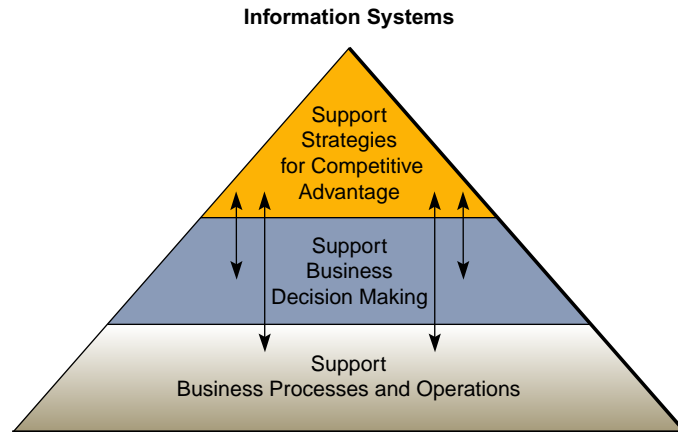 Information Systems
Support
Strategies
for Competitive
Advantage
Support
Business
Decision Making
Support
Business Processes and Operations